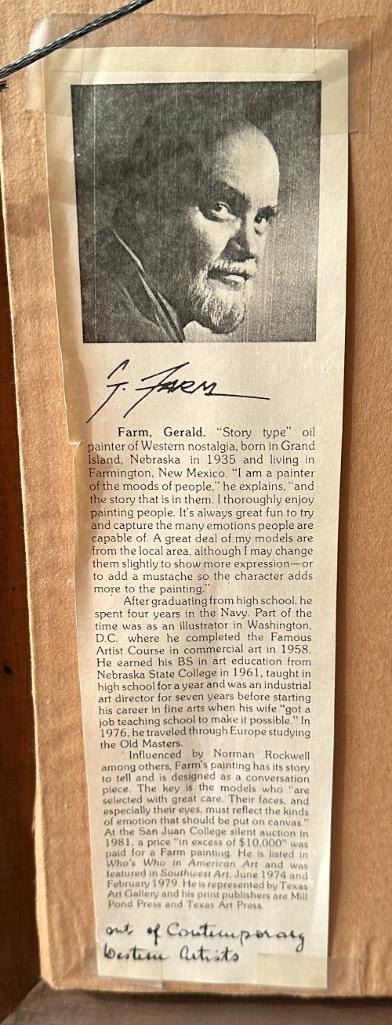 G. FARM
Farm, Gerald. "Story type" oil
painter of Western nostalgia, born in Grand
Island, Nebraska in 1935 and living in
Farmington, New Mexico. "I am a painter
of the moods of people," he explains, "and
the story that is in them. I thoroughly enjoy
painting people. It's always great fun to try
and capture the many emotions people are
capable of. A great deal of my models are
from the local area, although I may change
them slightly to show more expression—or
to add a mustache so the character adds
more to the painting."
After graduating from high school, he
spent four years in the Navy. Part of the
time was as an illustrator in Washington,
D.C. where he completed the Famous
Artist Course in commercial art in 1958.
He earned his BS in art education from
Nebraska State College in 1961, taught in
high school for a year and was an industrial
art director for seven years before starting
his career in fine arts when his wife "got a
job teaching school to make it possible." In
1976, he traveled through Europe studying
the Old Masters.
Influenced by Norman Rockwell
among others, Farm's painting has its story
to tell and is designed as a conversation
piece. The key is the models who "are
selected with great care. Their faces, and
especially their eyes, must reflect the kinds
of emotion that should be put on canvas."
At the San Juan College silent auction in
1981, a price "in excess of $10,000" was
paid for a Farm painting. He is listed in
Who's Who in American Art and was
featured in Southwest Art, June 1974 and
February 1979. He is represented by Texas
Art Gallery and his print publishers are Mill
Pond Press and Texas Art Press.
out of Contemporary
Western Artists